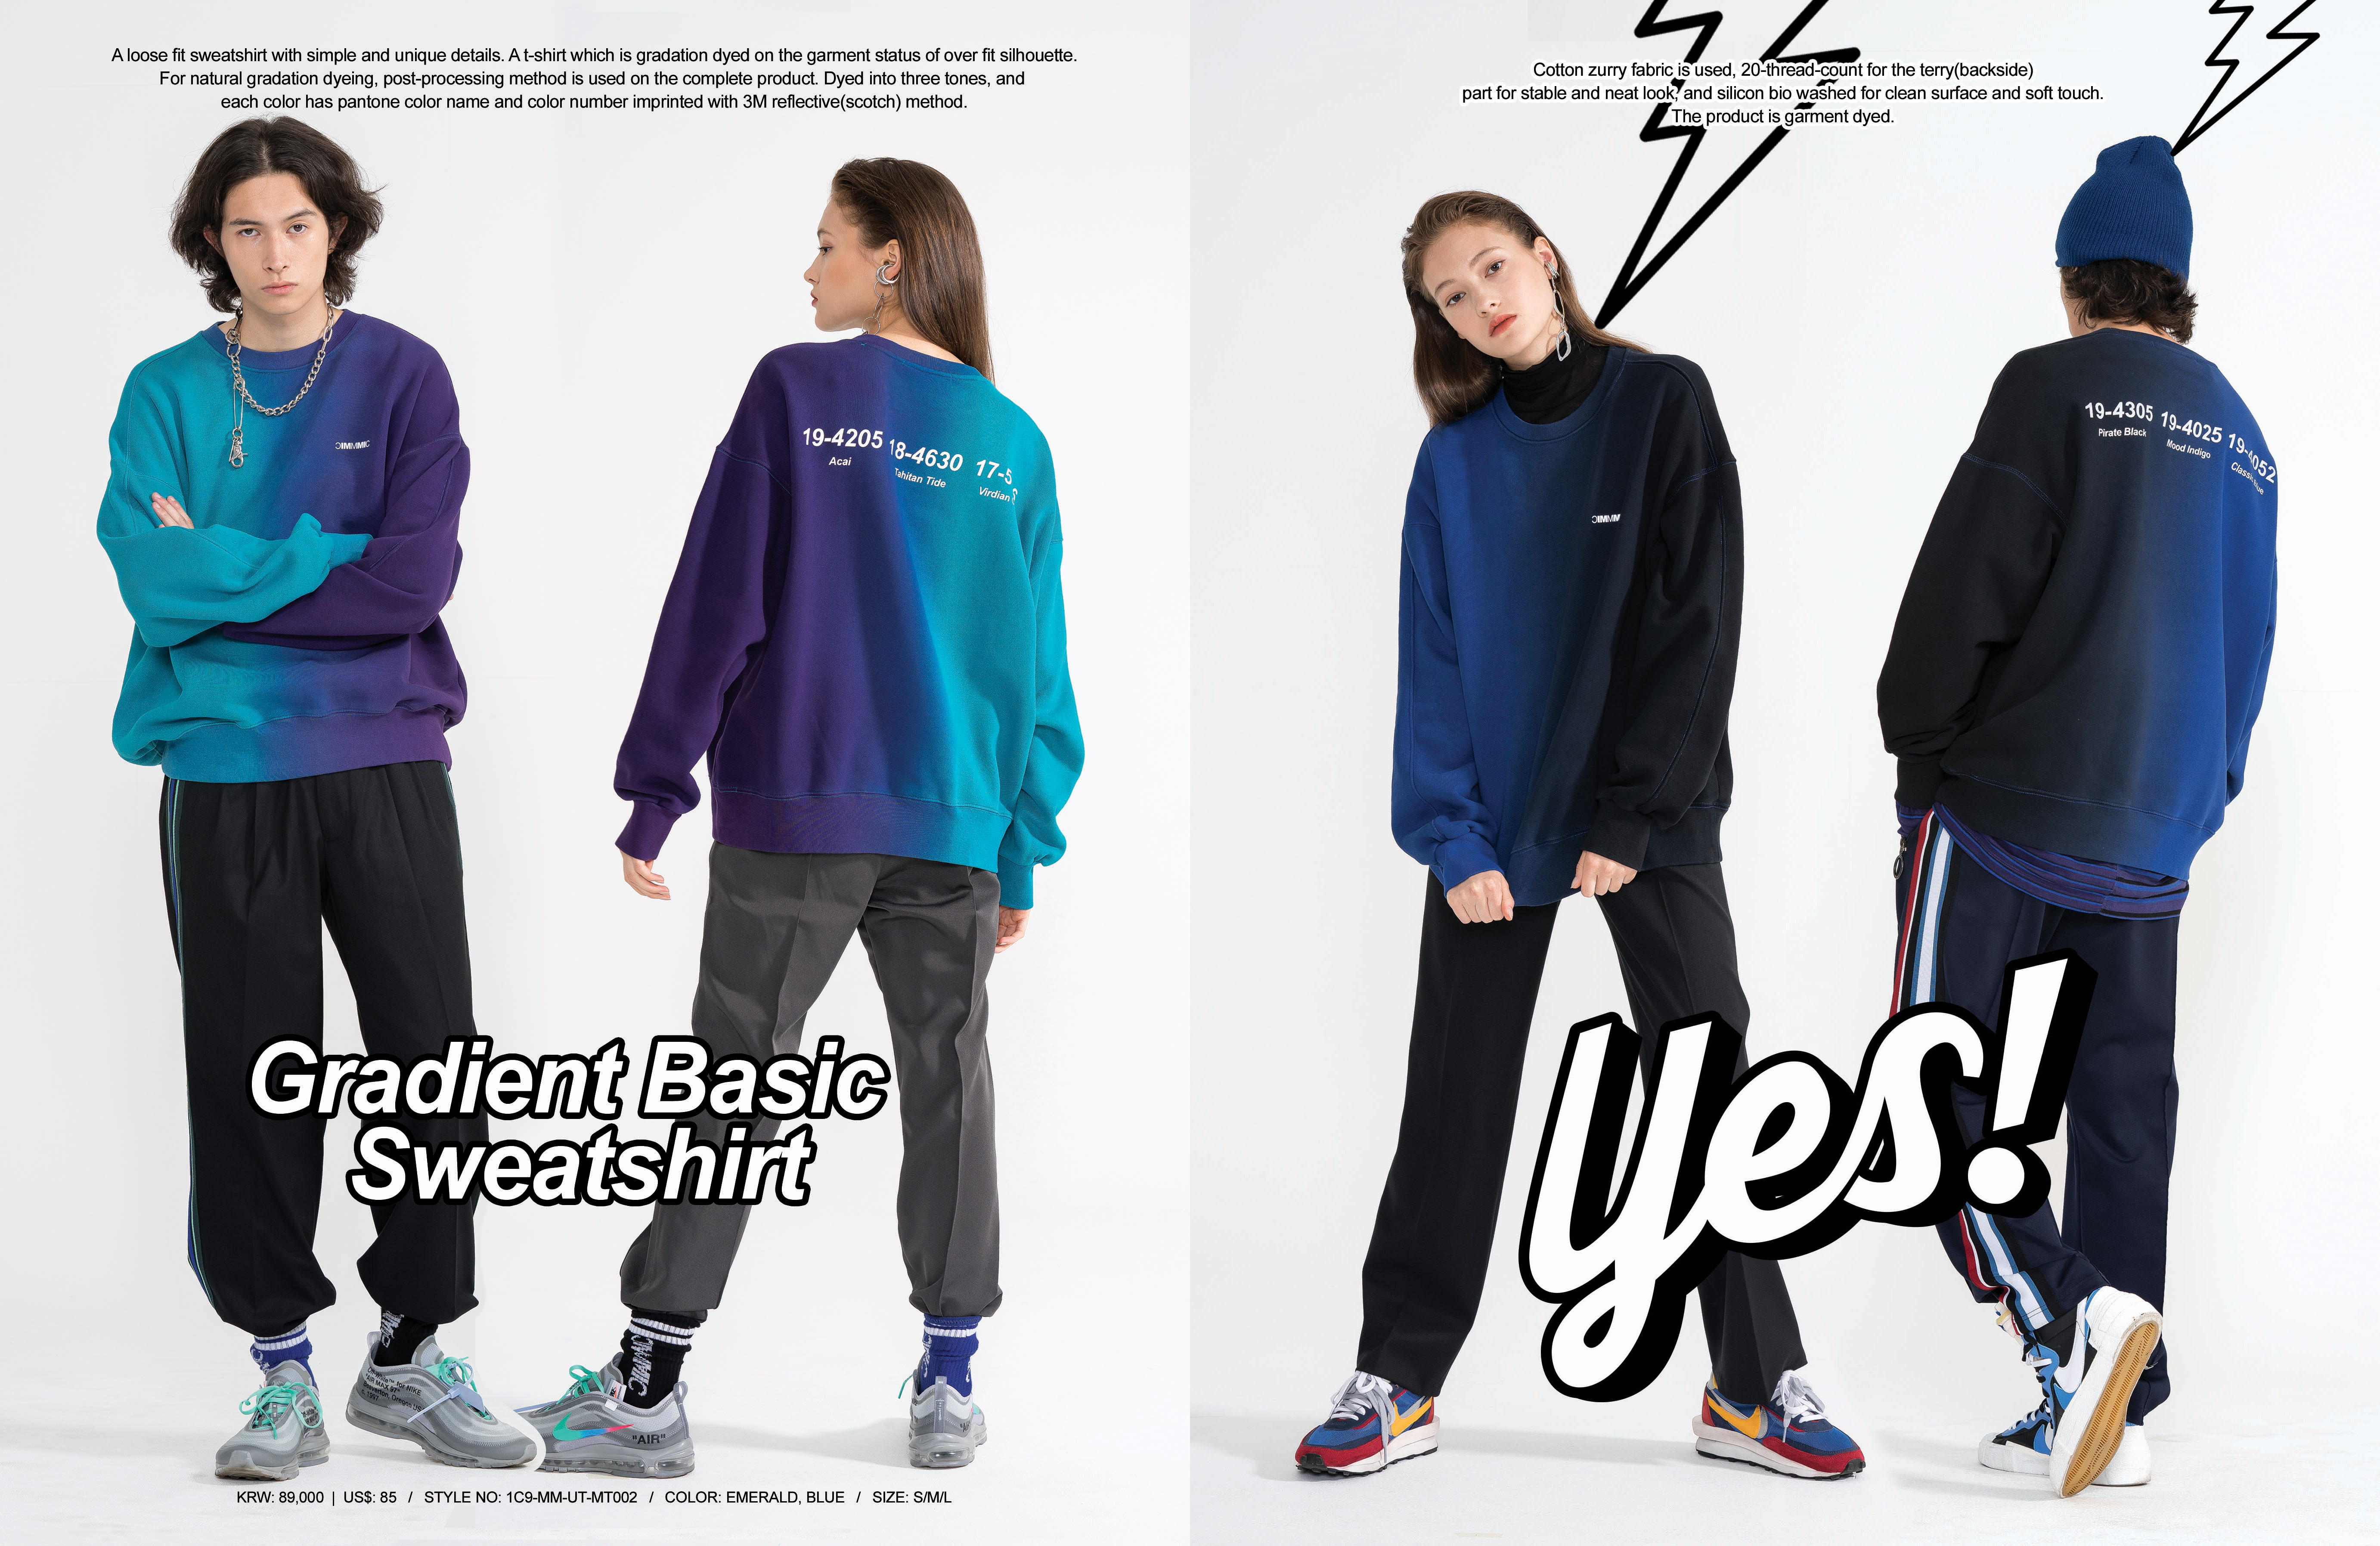 A loose fit sweatshirt with simple and unique details. A t-shirt which is gradation dyed on the garment status of over fit silhouette.
For natural gradation dyeing, post-processing method is used on the complete product. Dyed into three tones, and
each color has pantone color name and color number imprinted with 3M reflective(scotch) method.
19-4205 18-4630 17-5
Acai Tahitan Tide Virdian
Gradient Basic
Sweatshirt
"AIR MAX 97"
"AIR"
KRW: 89,000 | US$: 85 / STYLE NO: 1C9-MM-UT-MT002 / COLOR: EMERALD, BLUE / SIZE: S/M/L
Cotton zurry fabric is used, 20-thread-count for the terry(backside)
part for stable and neat look, and silicon bio washed for clean surface and soft touch.
The product is garment dyed.
19-4305 19-4025 19-4052
Pirate Black Mood Indigo
Yes!